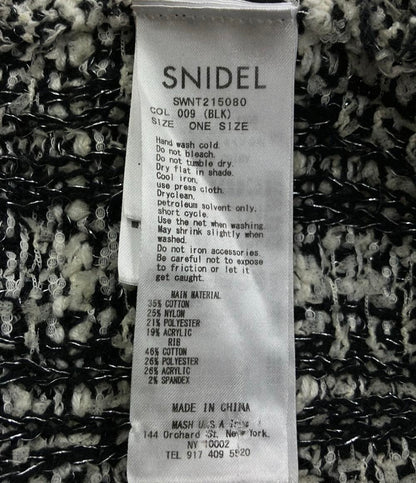 SNIDEL
SWNT215080
COL 009 (BLK)
SIZE ONE SIZE
Hand wash cold.
Do not bleach.
Do not tumble dry.
Dry flat in shade.
Cool iron,
use press cloth.
Dryclean,
petroleum solvent only.
short cycle.
Use the net when washing.
May shrink slightly when
washed.
Do not iron accessories.
Be careful not to expose
to friction or let it
get caught.
MAIN MATERIAL
35% COTTON
25% NYLON
21% POLYESTER
19% ACRYLIC
RIB
46% COTTON
26% POLYESTER
26% ACRYLIC
2% SPANDEX
MADE IN CHINA
MASH U.S.A
144 Orchard St. New York.
NY 10002
TEL 917 409 5520